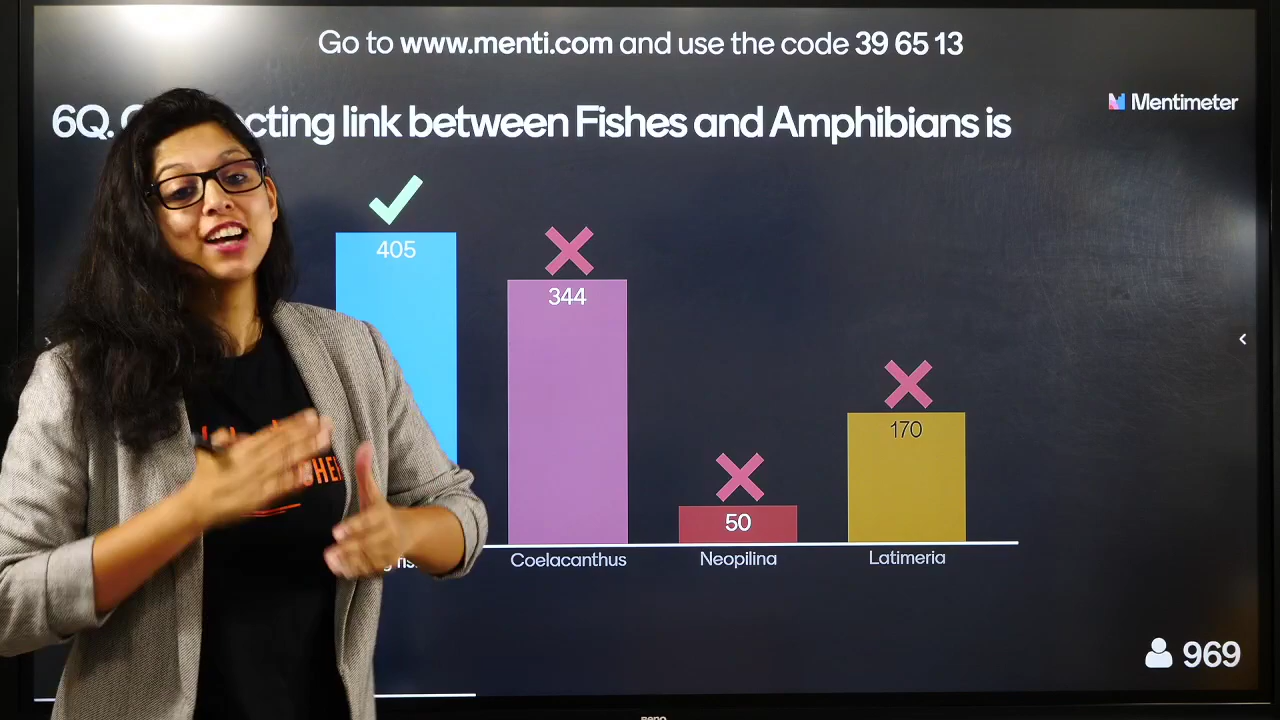 Go to www.menti.com and use the code 39 65 13
Mentimeter
6Q. link between Fishes and Amphibians is
405
344
50
170
Coelacanthus
Neopilina
Latimeria
969